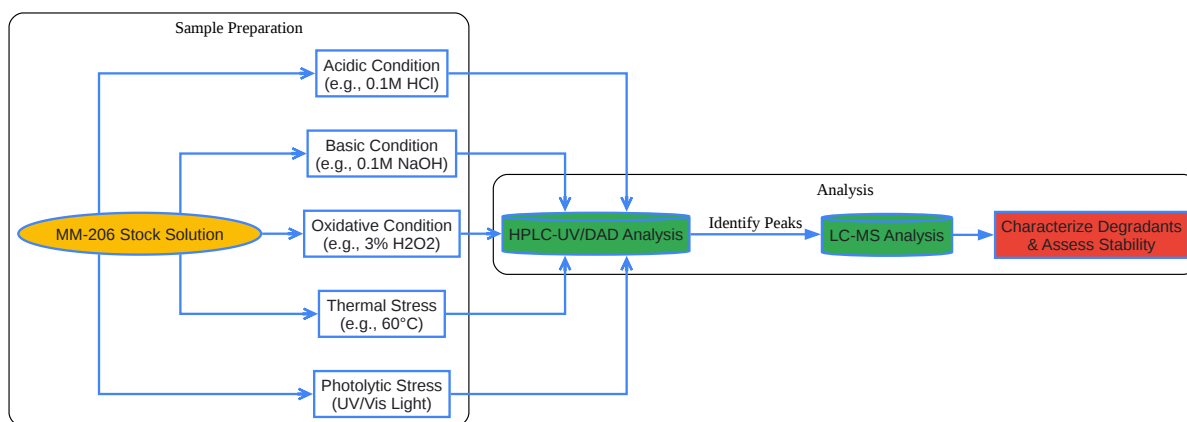 Sample Preparation
Acidic Condition
(e.g., 0.1M HCl)
Basic Condition
(e.g., 0.1M NaOH)
MM-206 Stock Solution
Oxidative Condition
(e.g., 3% H2O2)
Thermal Stress
(e.g., 60°C)
Photolytic Stress
(UV/Vis Light)
Analysis
HPLC-UV/DAD Analysis
Identify Peaks
LC-MS Analysis
Characterize Degradants
& Assess Stability